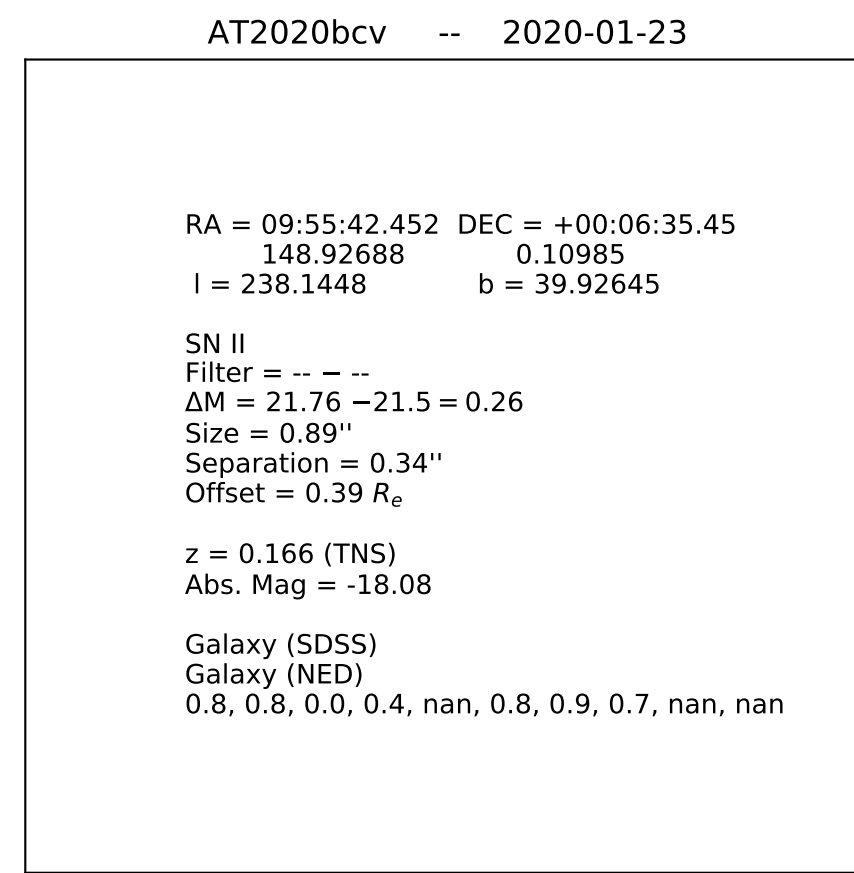 AT2020bcv -- 2020-01-23
RA = 09:55:42.452 DEC = +00:06:35.45
148.92688 0.10985
l = 238.1448 b = 39.92645
SN II
Filter = -- − --
ΔM = 21.76 −21.5 = 0.26
Size = 0.89''
Separation = 0.34''
Offset = 0.39 Rₑ
z = 0.166 (TNS)
Abs. Mag = -18.08
Galaxy (SDSS)
Galaxy (NED)
0.8, 0.8, 0.0, 0.4, nan, 0.8, 0.9, 0.7, nan, nan